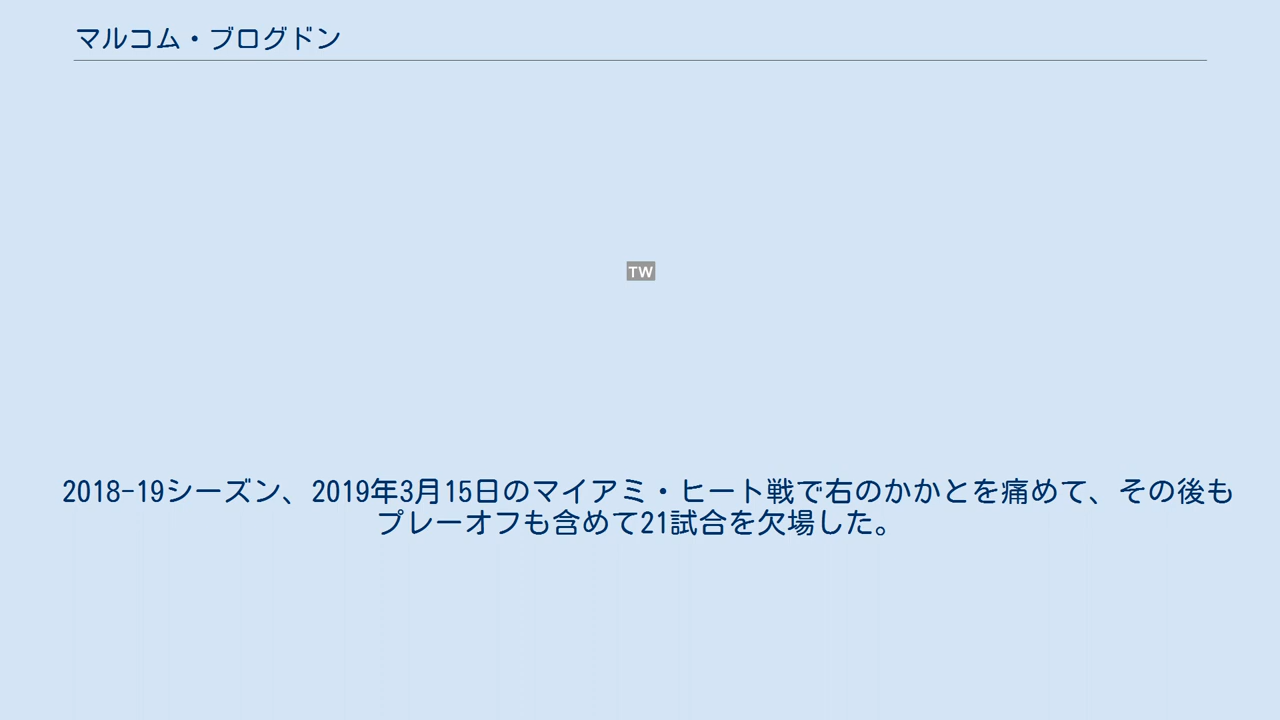 マルコム・ブログドン
TW
2018-19シーズン、2019年3月15日のマイアミ・ヒート戦で右のかかとを痛めて、その後も
プレーオフも含めて21試合を欠場した。